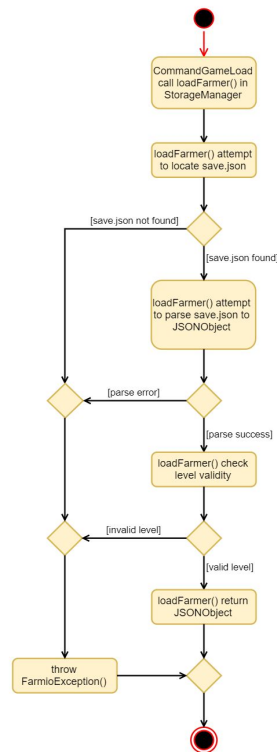 CommandGameLoad
call loadFarmer() in
StorageManager
loadFarmer() attempt
to locate save.json
[save.json not found]
[save.json found]
loadFarmer() attempt
to parse save.json to
JSONObject
[parse error]
[parse success]
loadFarmer() check
level validity
[invalid level]
[valid level]
loadFarmer() return
JSONObject
throw
FarmioException()